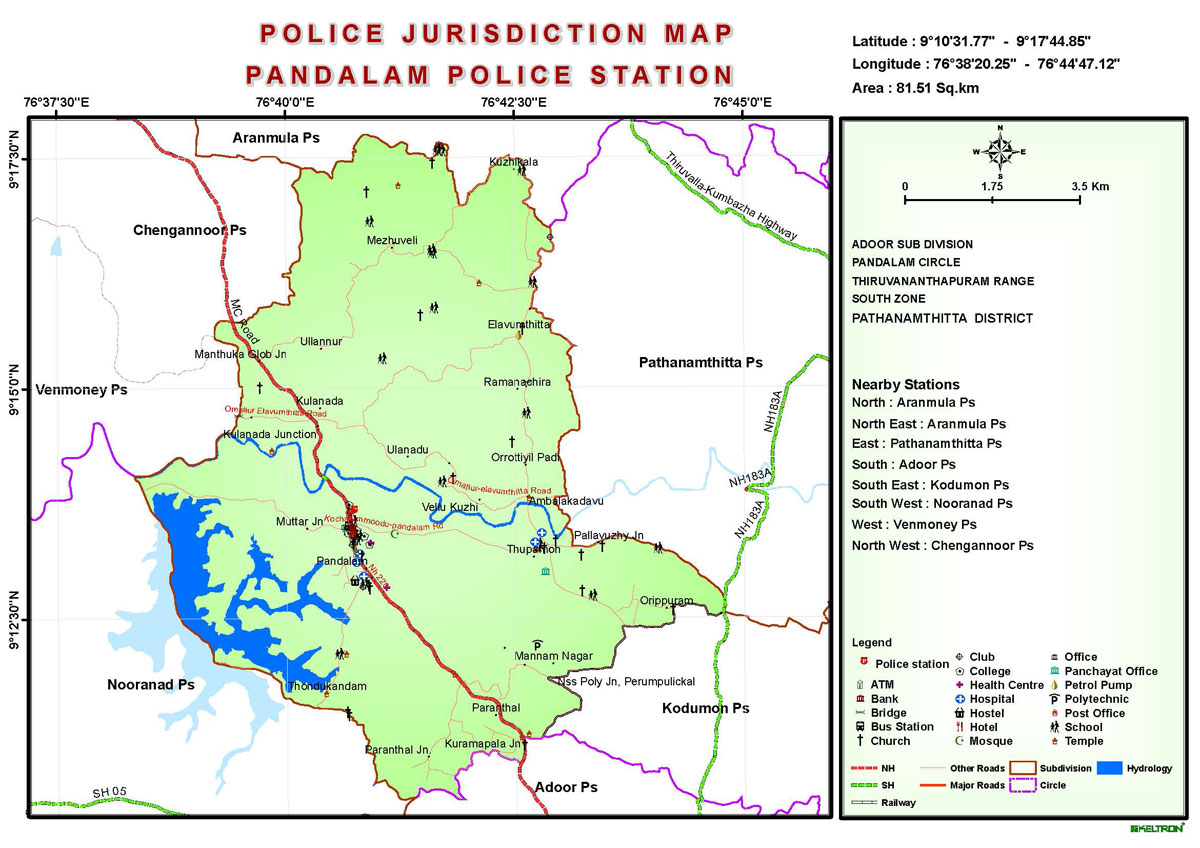 POLICE JURISDICTION MAP
PANDALAM POLICE STATION
Latitude : 9°10'31.77" - 9°17'44.85"
Longitude : 76°38'20.25" - 76°44'47.12"
Area : 81.51 Sq.km
76°37'5"E
76°40'0"E
76°42'3"E
76°45'0"E
9°17'30"N
9°15'0"N
9°12'30"N
Aranmula Ps
Kuzhikala
Thiruvalla-Kumbazha Highway
Chengannoor Ps
Mezhuveli
MC Road
Elavumthitta
Ullannur
Manthuka Glob Jn
Pathanamthitta Ps
Venmoney Ps
Ramanachira
Kulanada
Omallur Elavumthitta Road
NH183A
Kulanada Junction
Ulanadu
Orrottiyil Padi
NH183A
Omallur-elavumthitta Road
Ambalakadavu
Vellu Kuzhi
Muttar Jn
NH183A
Pallavuzhy Jn
Pandalam
Orippuram
Mannam Nagar
Nooranad Ps
Thondukandam
Nss Poly Jn, Perumpulickal
Paranthal
Kodumon Ps
Kuramapala Jn
Paranthal Jn.
Adoor Ps
SH 05
N
W
E
S
0
1.75
3.5 Km
ADOOR SUB DIVISION
PANDALAM CIRCLE
THIRUVANANTHAPURAM RANGE
SOUTH ZONE
PATHANAMTHITTA DISTRICT
Nearby Stations
North : Aranmula Ps
North East : Aranmula Ps
East : Pathanamthitta Ps
South : Adoor Ps
South East : Kodumon Ps
South West : Nooranad Ps
West : Venmoney Ps
North West : Chengannoor Ps
Legend
Police station
ATM
Bank
Bridge
Bus Station
Church
Club
College
Health Centre
Hospital
Hostel
Hotel
Mosque
Office
Panchayat Office
Petrol Pump
Polytechnic
Post Office
School
Temple
NH
Other Roads
Subdivision
Hydrology
SH
Major Roads
Circle
Railway
KELTRON